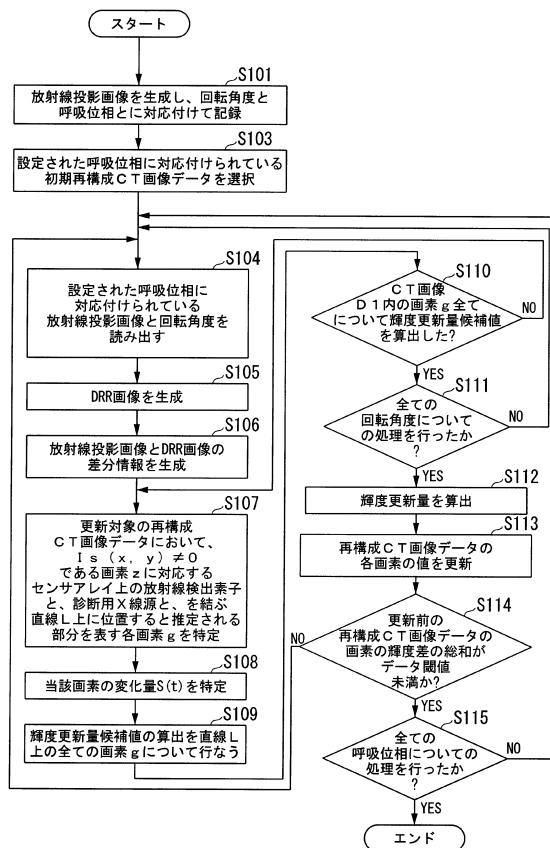 スタート
S101
放射線投影画像を生成し、回転角度と
呼吸位相とに対応付けて記録
S103
設定された呼吸位相に対応付けられている
初期再構成CT画像データを選択
S104
設定された呼吸位相に
対応付けられている
放射線投影画像と回転角度を
読み出す
S105
DRR画像を生成
S106
放射線投影画像とDRR画像の
差分情報を生成
S107
更新対象の再構成
CT画像データにおいて、
Is(x, y)≠0
である画素zに対応する
センサアレイ上の放射線検出素子
と、診断用X線源と、を結ぶ
直線L上に位置すると推定される
部分を表す各画素gを特定
S108
当該画素の変化量S(t)を特定
S109
輝度更新量候補値の算出を直線L
上の全ての画素gについて行なう
S110
CT画像
D1内の画素g全て
について輝度更新量候補値
を算出した?
NO
YES
S111
全ての
回転角度について
の処理を行ったか
?
NO
YES
S112
輝度更新量を算出
S113
再構成CT画像データの
各画素の値を更新
S114
更新前の
再構成CT画像データの
画素の輝度差の総和が
データ閾値
未満か?
NO
YES
S115
全ての
呼吸位相についての
処理を行ったか
?
NO
YES
エンド